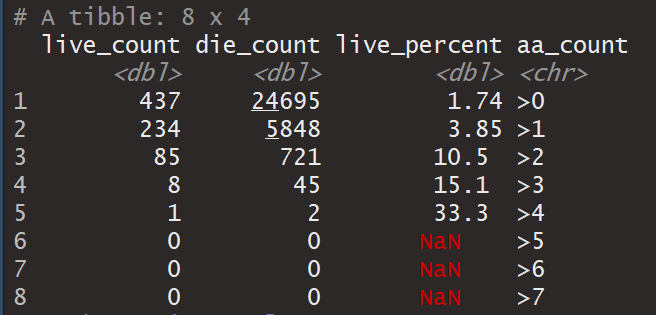 # A tibble: 8 x 4
live_count die_count live_percent aa_count
<dbl> <dbl> <dbl> <chr>
1 437 24695 1.74 >0
2 234 5848 3.85 >1
3 85 721 10.5 >2
4 8 45 15.1 >3
5 1 2 33.3 >4
6 0 0 NaN >5
7 0 0 NaN >6
8 0 0 NaN >7